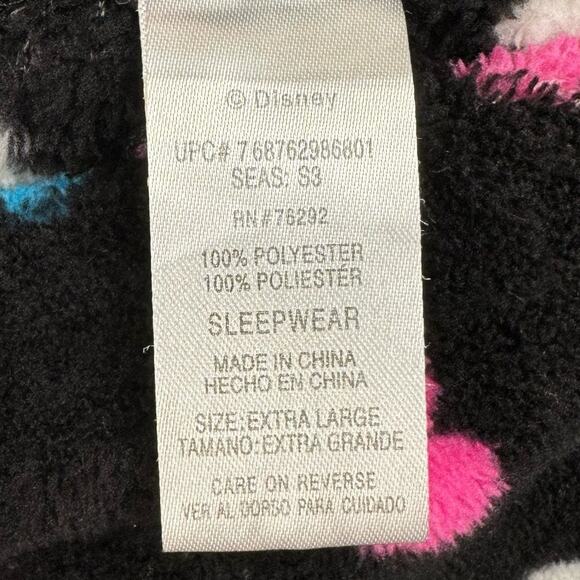 © Disney
UPC# 768762986801
SEAS: S3
RN#76292
100% POLYESTER
100% POLIESTÉR
SLEEPWEAR
MADE IN CHINA
HECHO EN CHINA
SIZE:EXTRA LARGE
TAMANO:EXTRA GRANDE
CARE ON REVERSE
VER AL DORSO PARA CUIDADO